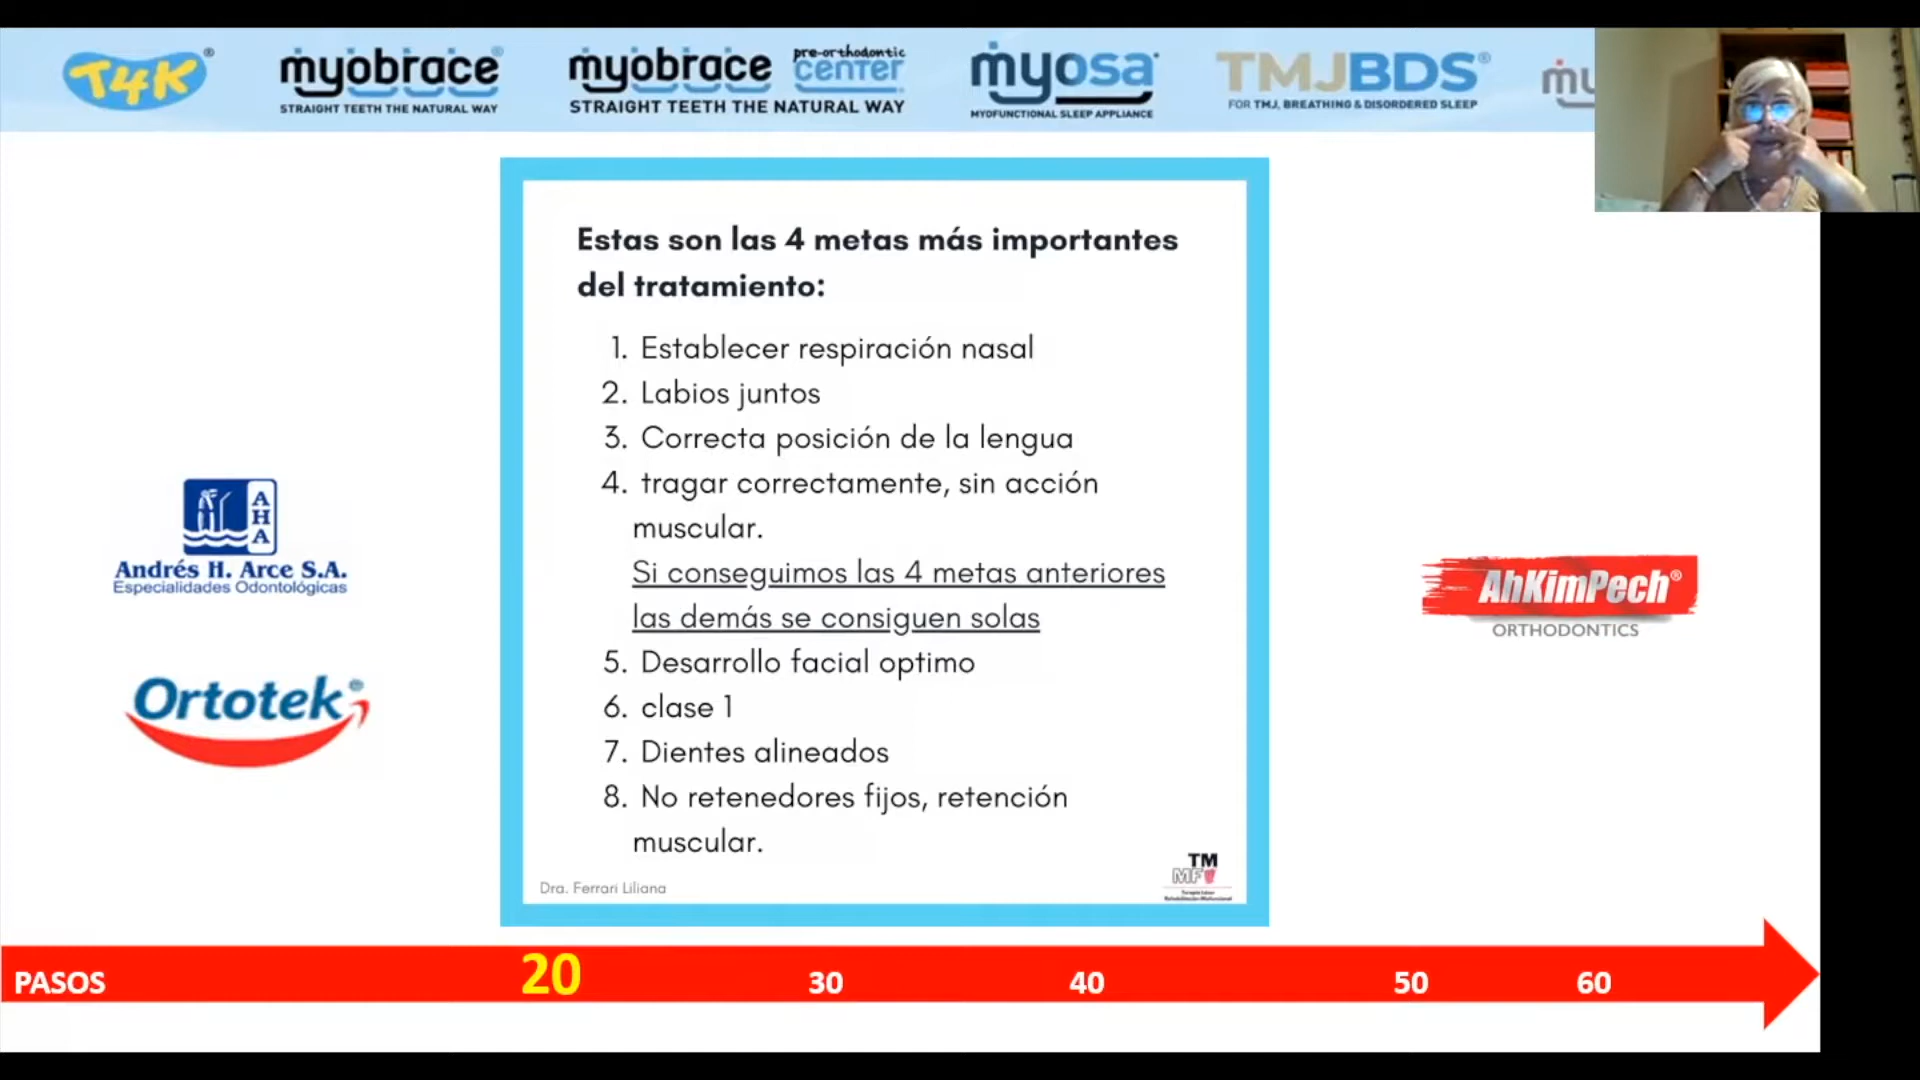 T4K®
myobrace®
STRAIGHT TEETH THE NATURAL WAY
myobrace pre-orthodontic center®
STRAIGHT TEETH THE NATURAL WAY
myosa®
MYOFUNCTIONAL SLEEP APPLIANCE
TMJBDS®
FOR TMJ, BREATHING & DISORDERED SLEEP
Estas son las 4 metas más importantes
del tratamiento:
1. Establecer respiración nasal
2. Labios juntos
3. Correcta posición de la lengua
4. tragar correctamente, sin acción
muscular.
Si conseguimos las 4 metas anteriores
las demás se consiguen solas
5. Desarrollo facial optimo
6. clase 1
7. Dientes alineados
8. No retenedores fijos, retención
muscular.
Dra. Ferrari Liliana
TM
MF
AHA
Andrés H. Arce S.A.
Especialidades Odontológicas
Ortotek®
AhKimPech®
ORTHODONTICS
PASOS 20 30 40 50 60